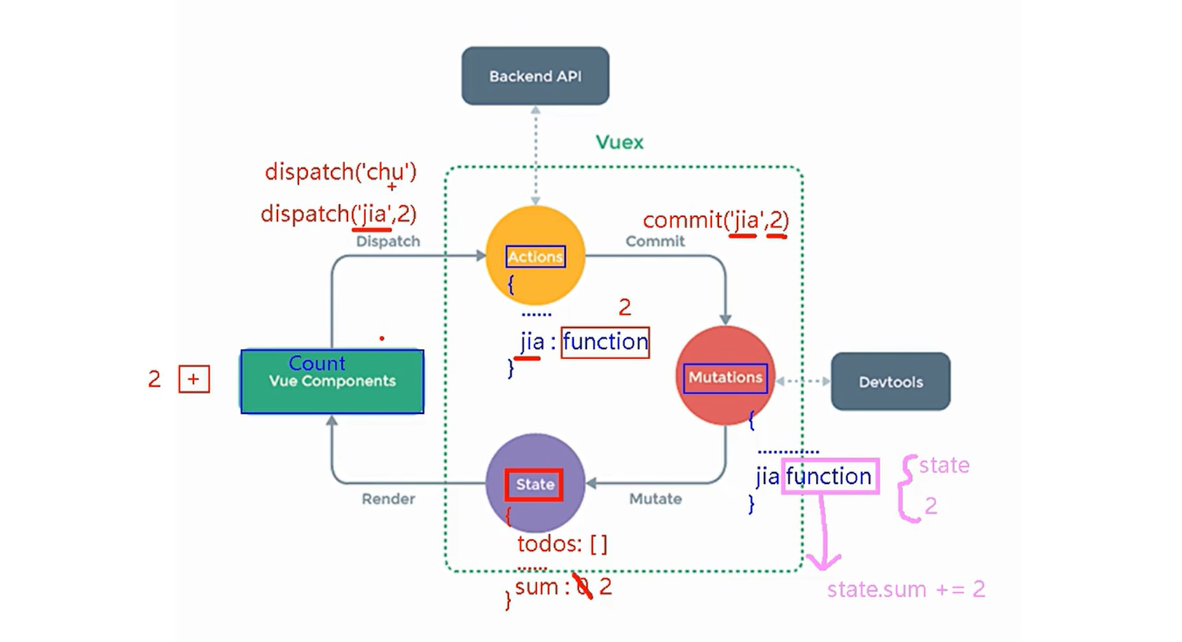 Backend API
Vuex
dispatch('chu')
+
dispatch('jia',2)
Dispatch
commit('jia',2)
Commit
Actions
{
......
2
jia : function
}
Count
Vue Components
2 +
Mutations
Devtools
{
............
jia function
}
state
2
State
Render
Mutate
{
todos: [ ]
......
sum : 0 2
}
state.sum += 2